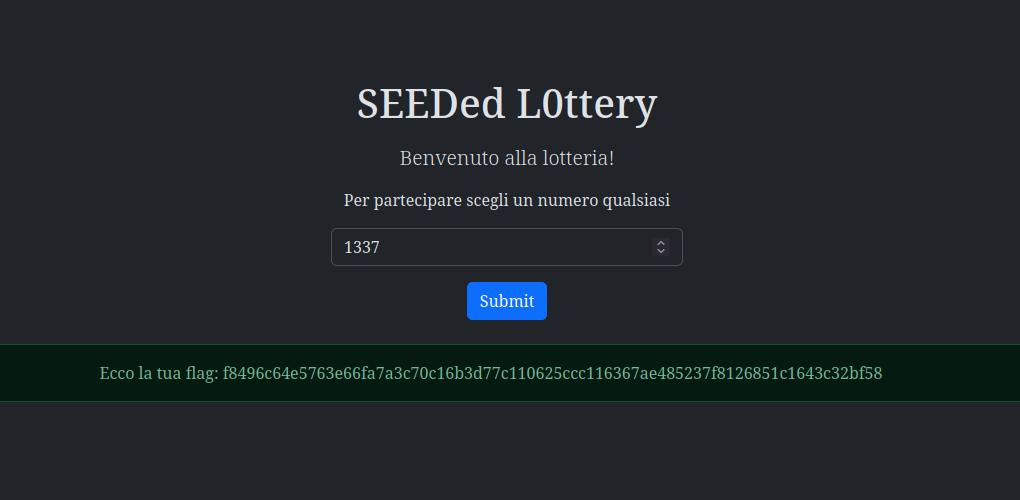 SEEDed L0ttery
Benvenuto alla lotteria!
Per partecipare scegli un numero qualsiasi
1337
Submit
Ecco la tua flag: f8496c64e5763e66fa7a3c70c16b3d77c110625ccc116367ae485237f8126851c1643c32bf58